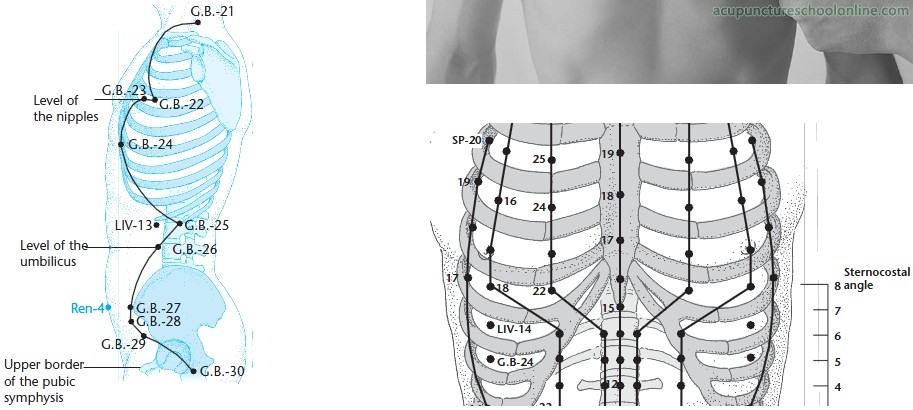 G.B.-21
G.B.-23
G.B.-22
Level of
the nipples
G.B.-24
LIV-13
G.B.-25
Level of the
umbilicus
G.B.-26
Ren-4
G.B.-27
G.B.-28
G.B.-29
Upper border
of the pubic
symphysis
G.B.-30
acupunctureschoolonline.com
SP-20
19
25
19
16
24
18
17
17
18
22
15
LIV-14
G.B-24
12
Sternocostal
8 angle
7
6
5
4